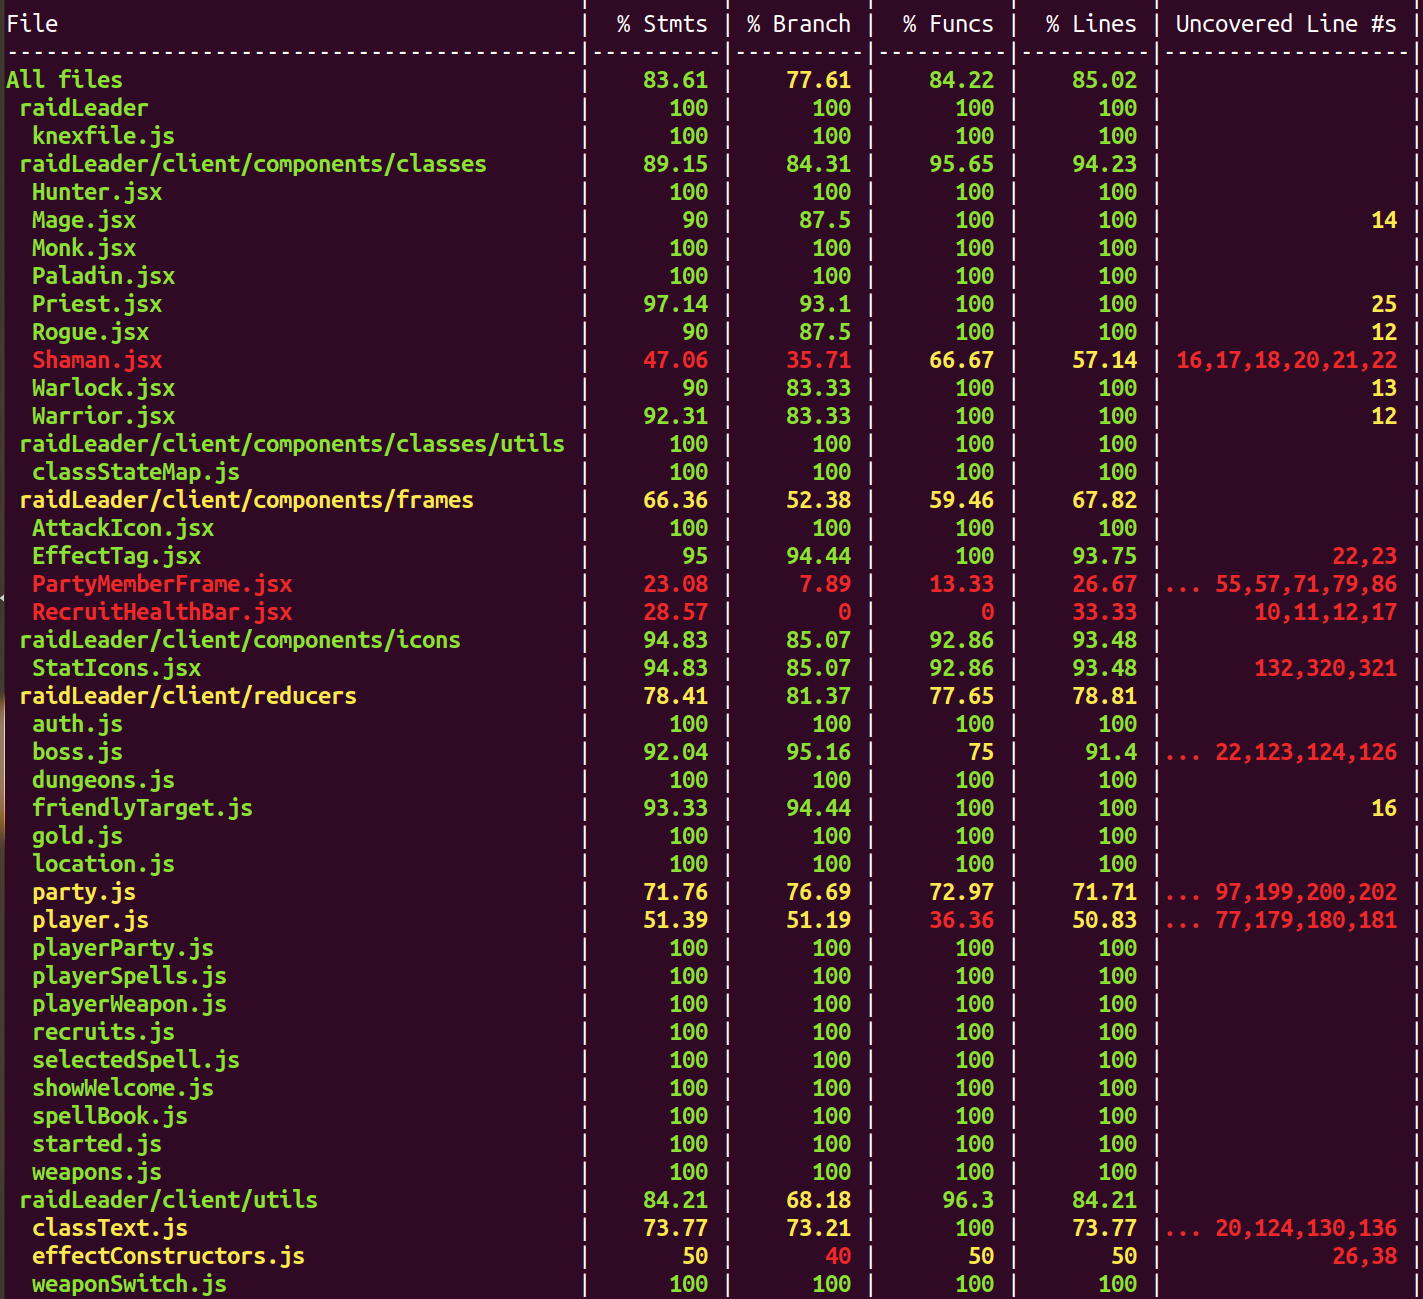 File | % Stmts | % Branch | % Funcs | % Lines | Uncovered Line #s |
--------------------------------------------|----------|----------|----------|----------|-------------------|
All files | 83.61 | 77.61 | 84.22 | 85.02 | |
raidLeader | 100 | 100 | 100 | 100 | |
knexfile.js | 100 | 100 | 100 | 100 | |
raidLeader/client/components/classes | 89.15 | 84.31 | 95.65 | 94.23 | |
Hunter.jsx | 100 | 100 | 100 | 100 | |
Mage.jsx | 90 | 87.5 | 100 | 100 | 14 |
Monk.jsx | 100 | 100 | 100 | 100 | |
Paladin.jsx | 100 | 100 | 100 | 100 | |
Priest.jsx | 97.14 | 93.1 | 100 | 100 | 25 |
Rogue.jsx | 90 | 87.5 | 100 | 100 | 12 |
Shaman.jsx | 47.06 | 35.71 | 66.67 | 57.14 | 16,17,18,20,21,22 |
Warlock.jsx | 90 | 83.33 | 100 | 100 | 13 |
Warrior.jsx | 92.31 | 83.33 | 100 | 100 | 12 |
raidLeader/client/components/classes/utils | 100 | 100 | 100 | 100 | |
classStateMap.js | 100 | 100 | 100 | 100 | |
raidLeader/client/components/frames | 66.36 | 52.38 | 59.46 | 67.82 | |
AttackIcon.jsx | 100 | 100 | 100 | 100 | |
EffectTag.jsx | 95 | 94.44 | 100 | 93.75 | 22,23 |
PartyMemberFrame.jsx | 23.08 | 7.89 | 13.33 | 26.67 |... 55,57,71,79,86 |
RecruitHealthBar.jsx | 28.57 | 0 | 0 | 33.33 | 10,11,12,17 |
raidLeader/client/components/icons | 94.83 | 85.07 | 92.86 | 93.48 | |
StatIcons.jsx | 94.83 | 85.07 | 92.86 | 93.48 | 132,320,321 |
raidLeader/client/reducers | 78.41 | 81.37 | 77.65 | 78.81 | |
auth.js | 100 | 100 | 100 | 100 | |
boss.js | 92.04 | 95.16 | 75 | 91.4 |... 22,123,124,126 |
dungeons.js | 100 | 100 | 100 | 100 | |
friendlyTarget.js | 93.33 | 94.44 | 100 | 100 | 16 |
gold.js | 100 | 100 | 100 | 100 | |
location.js | 100 | 100 | 100 | 100 | |
party.js | 71.76 | 76.69 | 72.97 | 71.71 |... 97,199,200,202 |
player.js | 51.39 | 51.19 | 36.36 | 50.83 |... 77,179,180,181 |
playerParty.js | 100 | 100 | 100 | 100 | |
playerSpells.js | 100 | 100 | 100 | 100 | |
playerWeapon.js | 100 | 100 | 100 | 100 | |
recruits.js | 100 | 100 | 100 | 100 | |
selectedSpell.js | 100 | 100 | 100 | 100 | |
showWelcome.js | 100 | 100 | 100 | 100 | |
spellBook.js | 100 | 100 | 100 | 100 | |
started.js | 100 | 100 | 100 | 100 | |
weapons.js | 100 | 100 | 100 | 100 | |
raidLeader/client/utils | 84.21 | 68.18 | 96.3 | 84.21 | |
classText.js | 73.77 | 73.21 | 100 | 73.77 |... 20,124,130,136 |
effectConstructors.js | 50 | 40 | 50 | 50 | 26,38 |
weaponSwitch.js | 100 | 100 | 100 | 100 | |